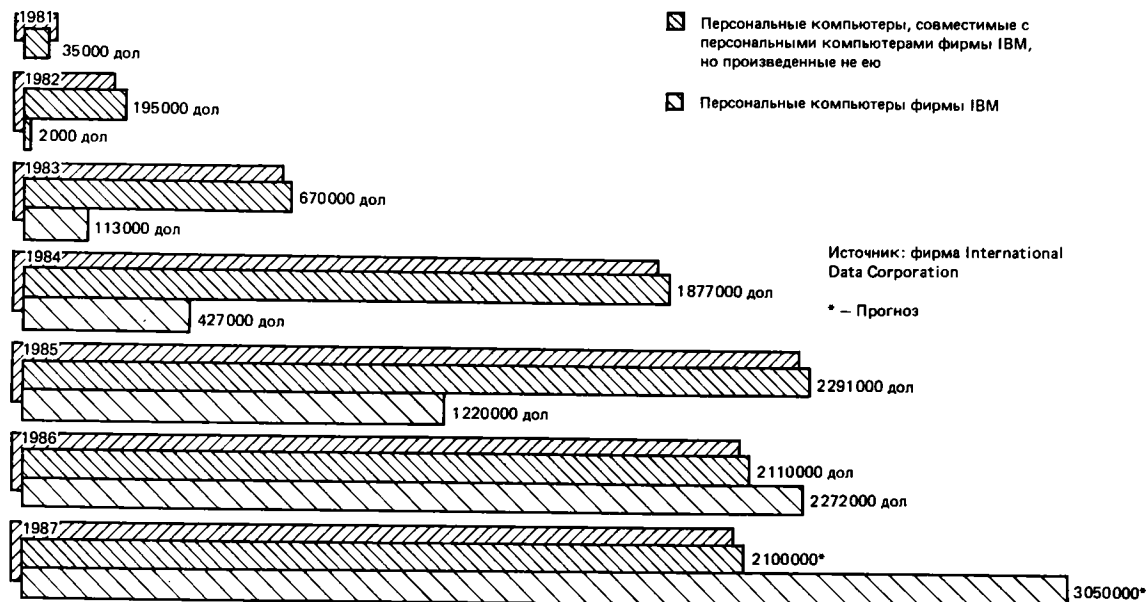 1981
35000 дол
1982
195000 дол
2000 дол
1983
670000 дол
113000 дол
1984
1877000 дол
427000 дол
1985
2291000 дол
1220000 дол
1986
2110000 дол
2272000 дол
1987
2100000*
3050000*
Персональные компьютеры, совместимые с
персональными компьютерами фирмы IBM,
но произведенные не ею
Персональные компьютеры фирмы IBM
Источник: фирма International
Data Corporation
* — Прогноз